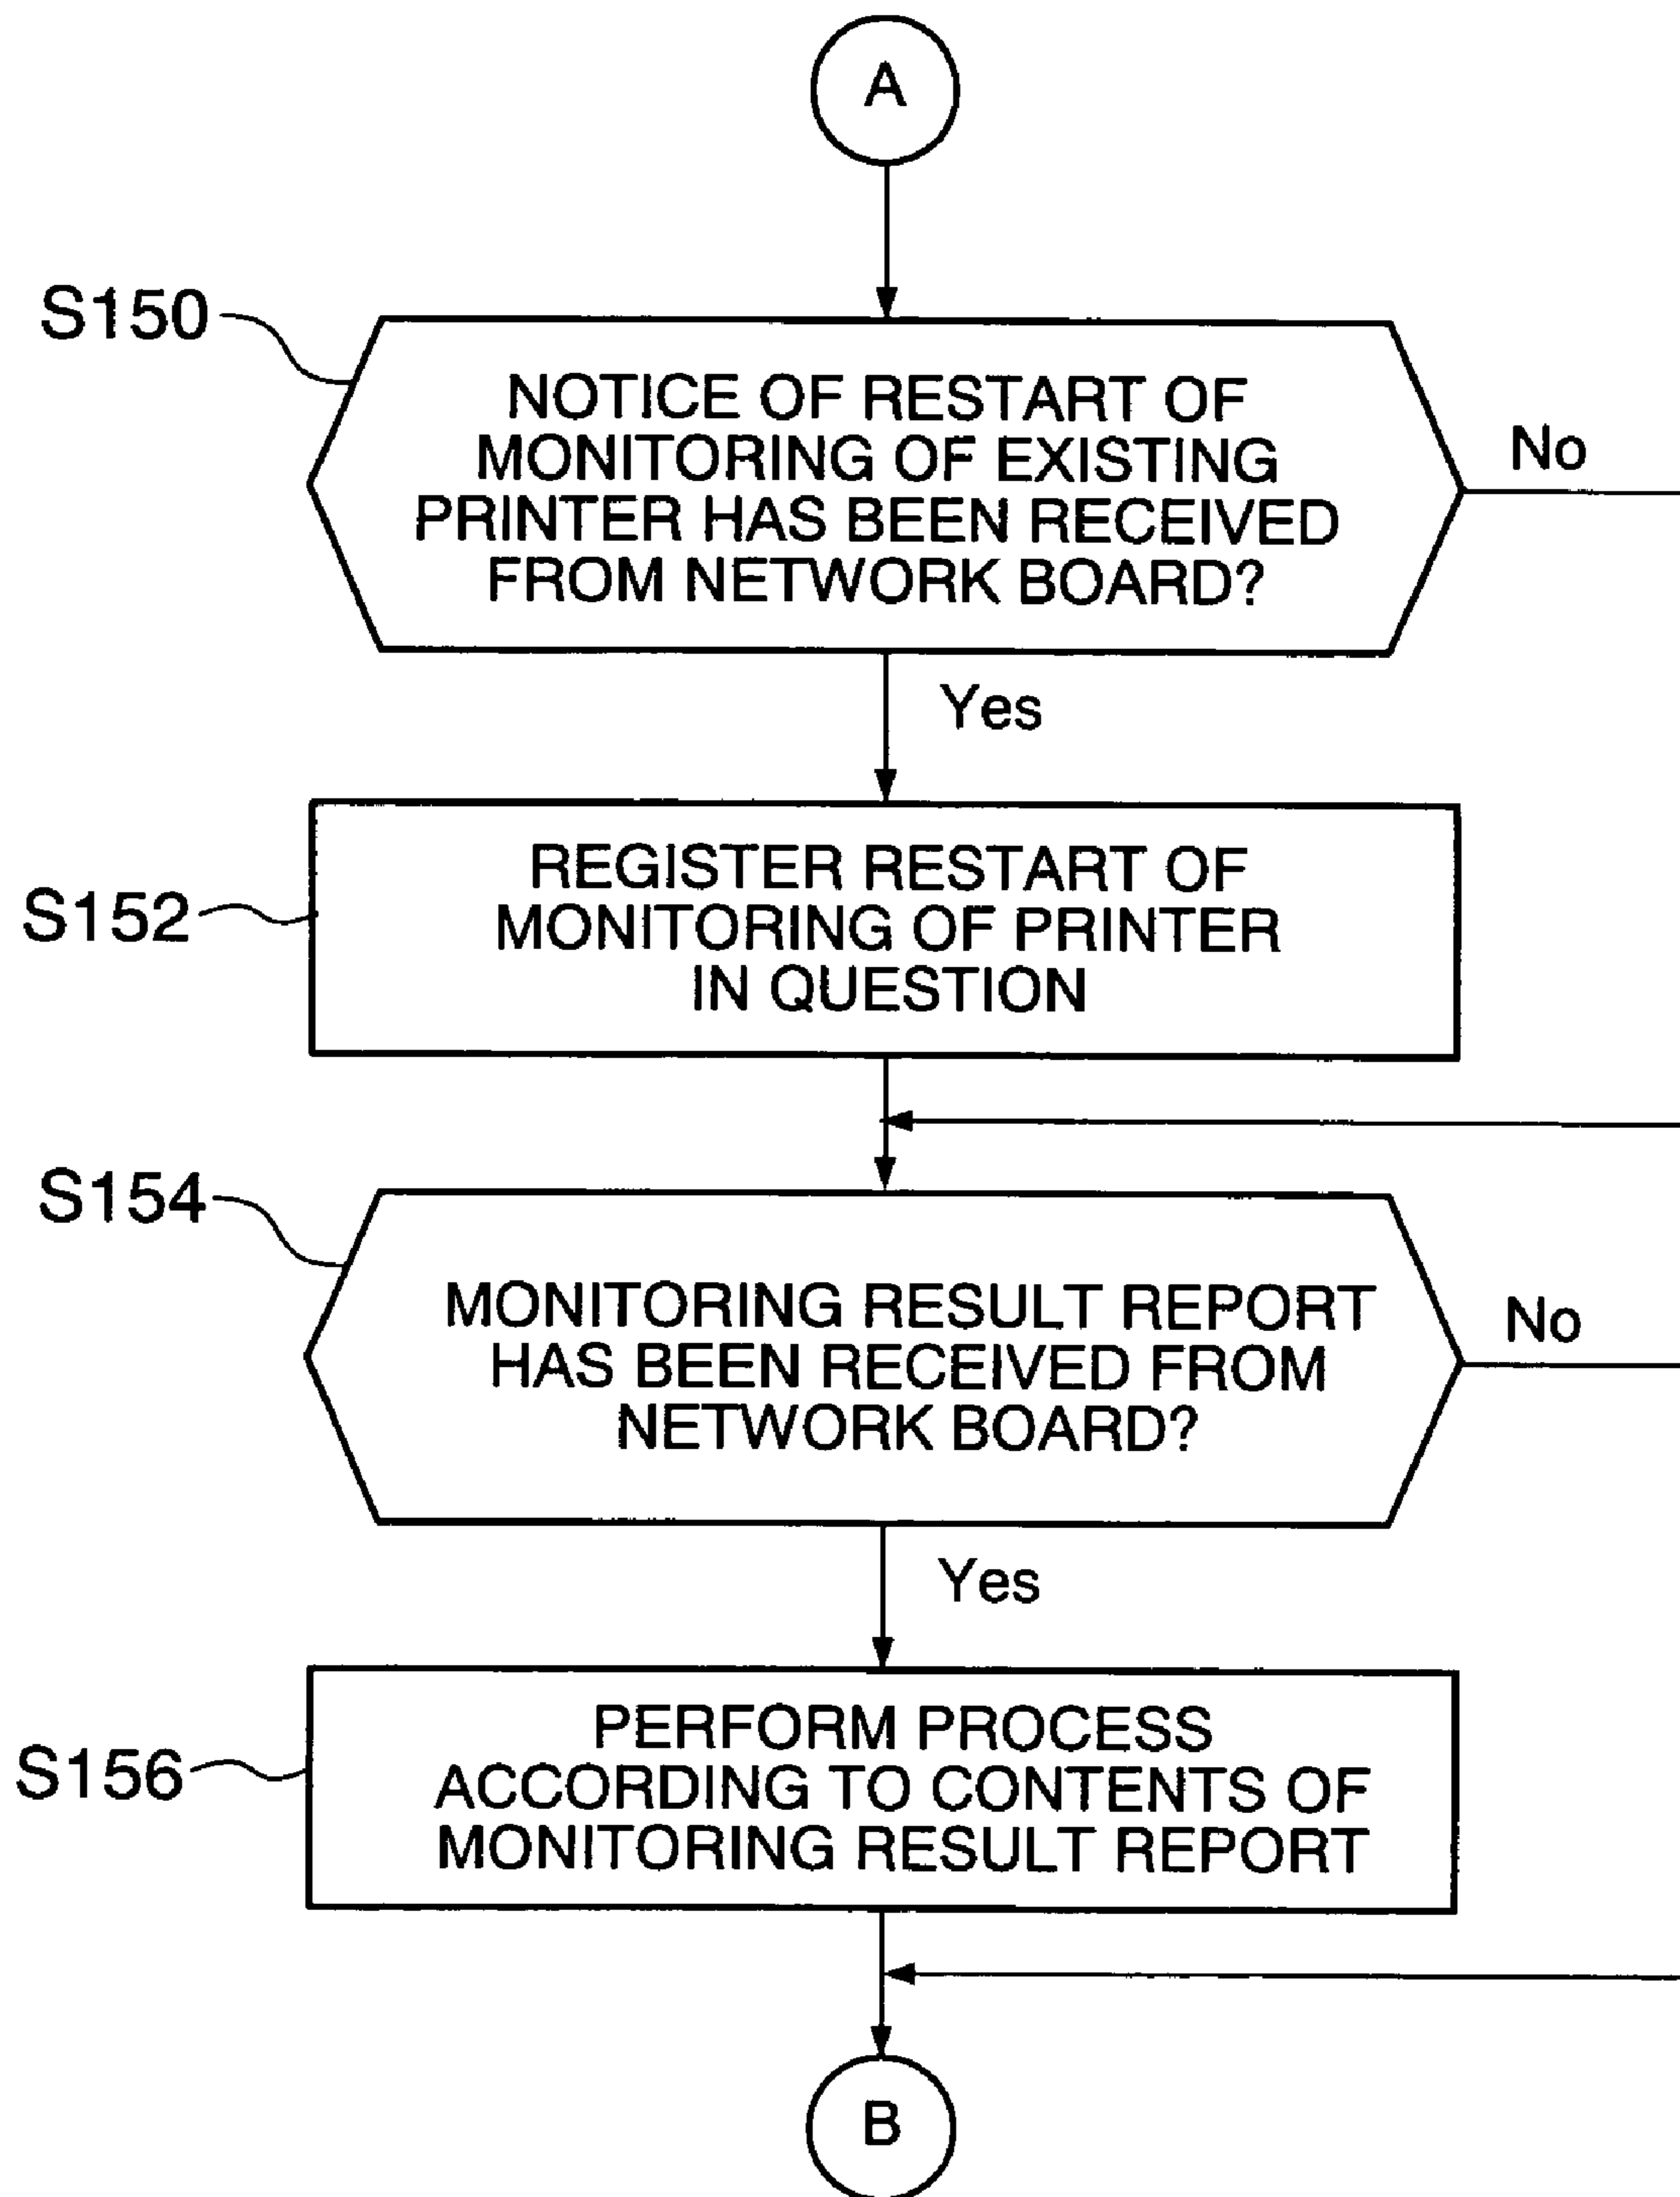 A
S150
NOTICE OF RESTART OF
MONITORING OF EXISTING
PRINTER HAS BEEN RECEIVED
FROM NETWORK BOARD?
No
Yes
S152
REGISTER RESTART OF
MONITORING OF PRINTER
IN QUESTION
S154
MONITORING RESULT REPORT
HAS BEEN RECEIVED FROM
NETWORK BOARD?
No
Yes
S156
PERFORM PROCESS
ACCORDING TO CONTENTS OF
MONITORING RESULT REPORT
B